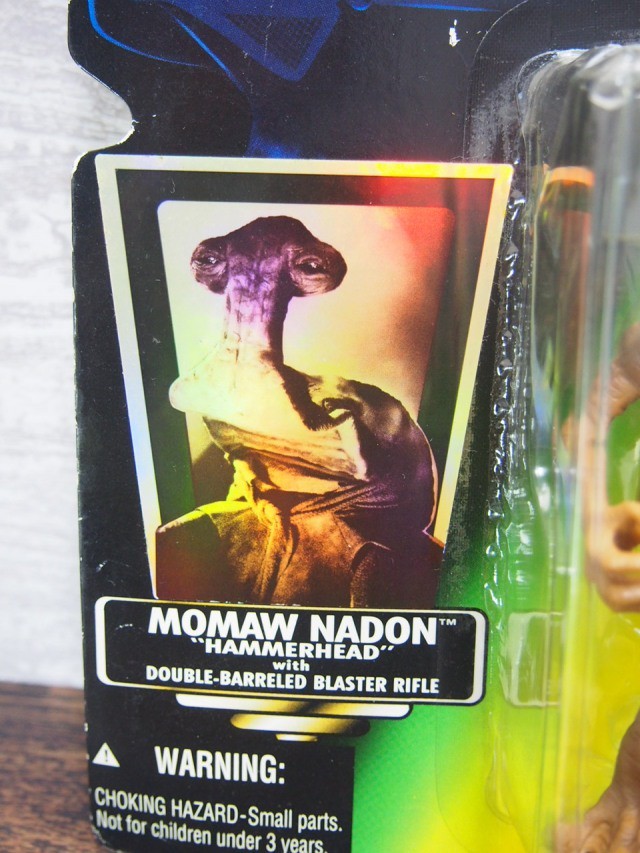 MOMAW NADON™
"HAMMERHEAD"
with
DOUBLE-BARRELED BLASTER RIFLE
WARNING:
CHOKING HAZARD-Small parts.
Not for children under 3 years.